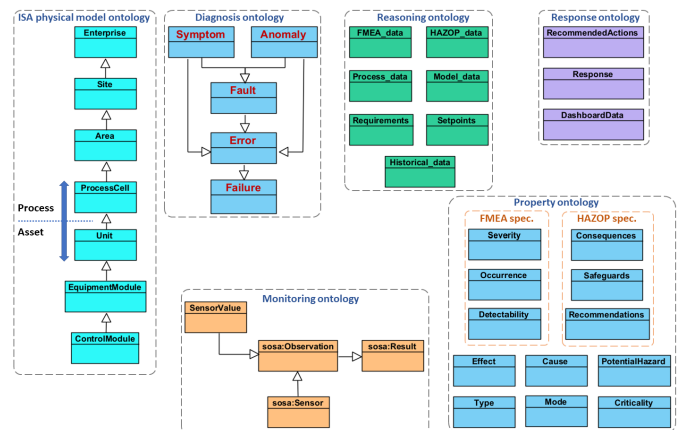 ISA physical model ontology
Enterprise
Site
Area
ProcessCell
Process
Asset
Unit
EquipmentModule
ControlModule
Diagnosis ontology
Symptom
Anomaly
Fault
Error
Failure
Reasoning ontology
FMEA_data
HAZOP_data
Process_data
Model_data
Requirements
Setpoints
Historical_data
Response ontology
RecommendedActions
Response
DashboardData
Monitoring ontology
SensorValue
sosa:Observation
sosa:Result
sosa:Sensor
Property ontology
FMEA spec.
HAZOP spec.
Severity
Consequences
Occurrence
Safeguards
Detectability
Recommendations
Effect
Cause
PotentialHazard
Type
Mode
Criticality